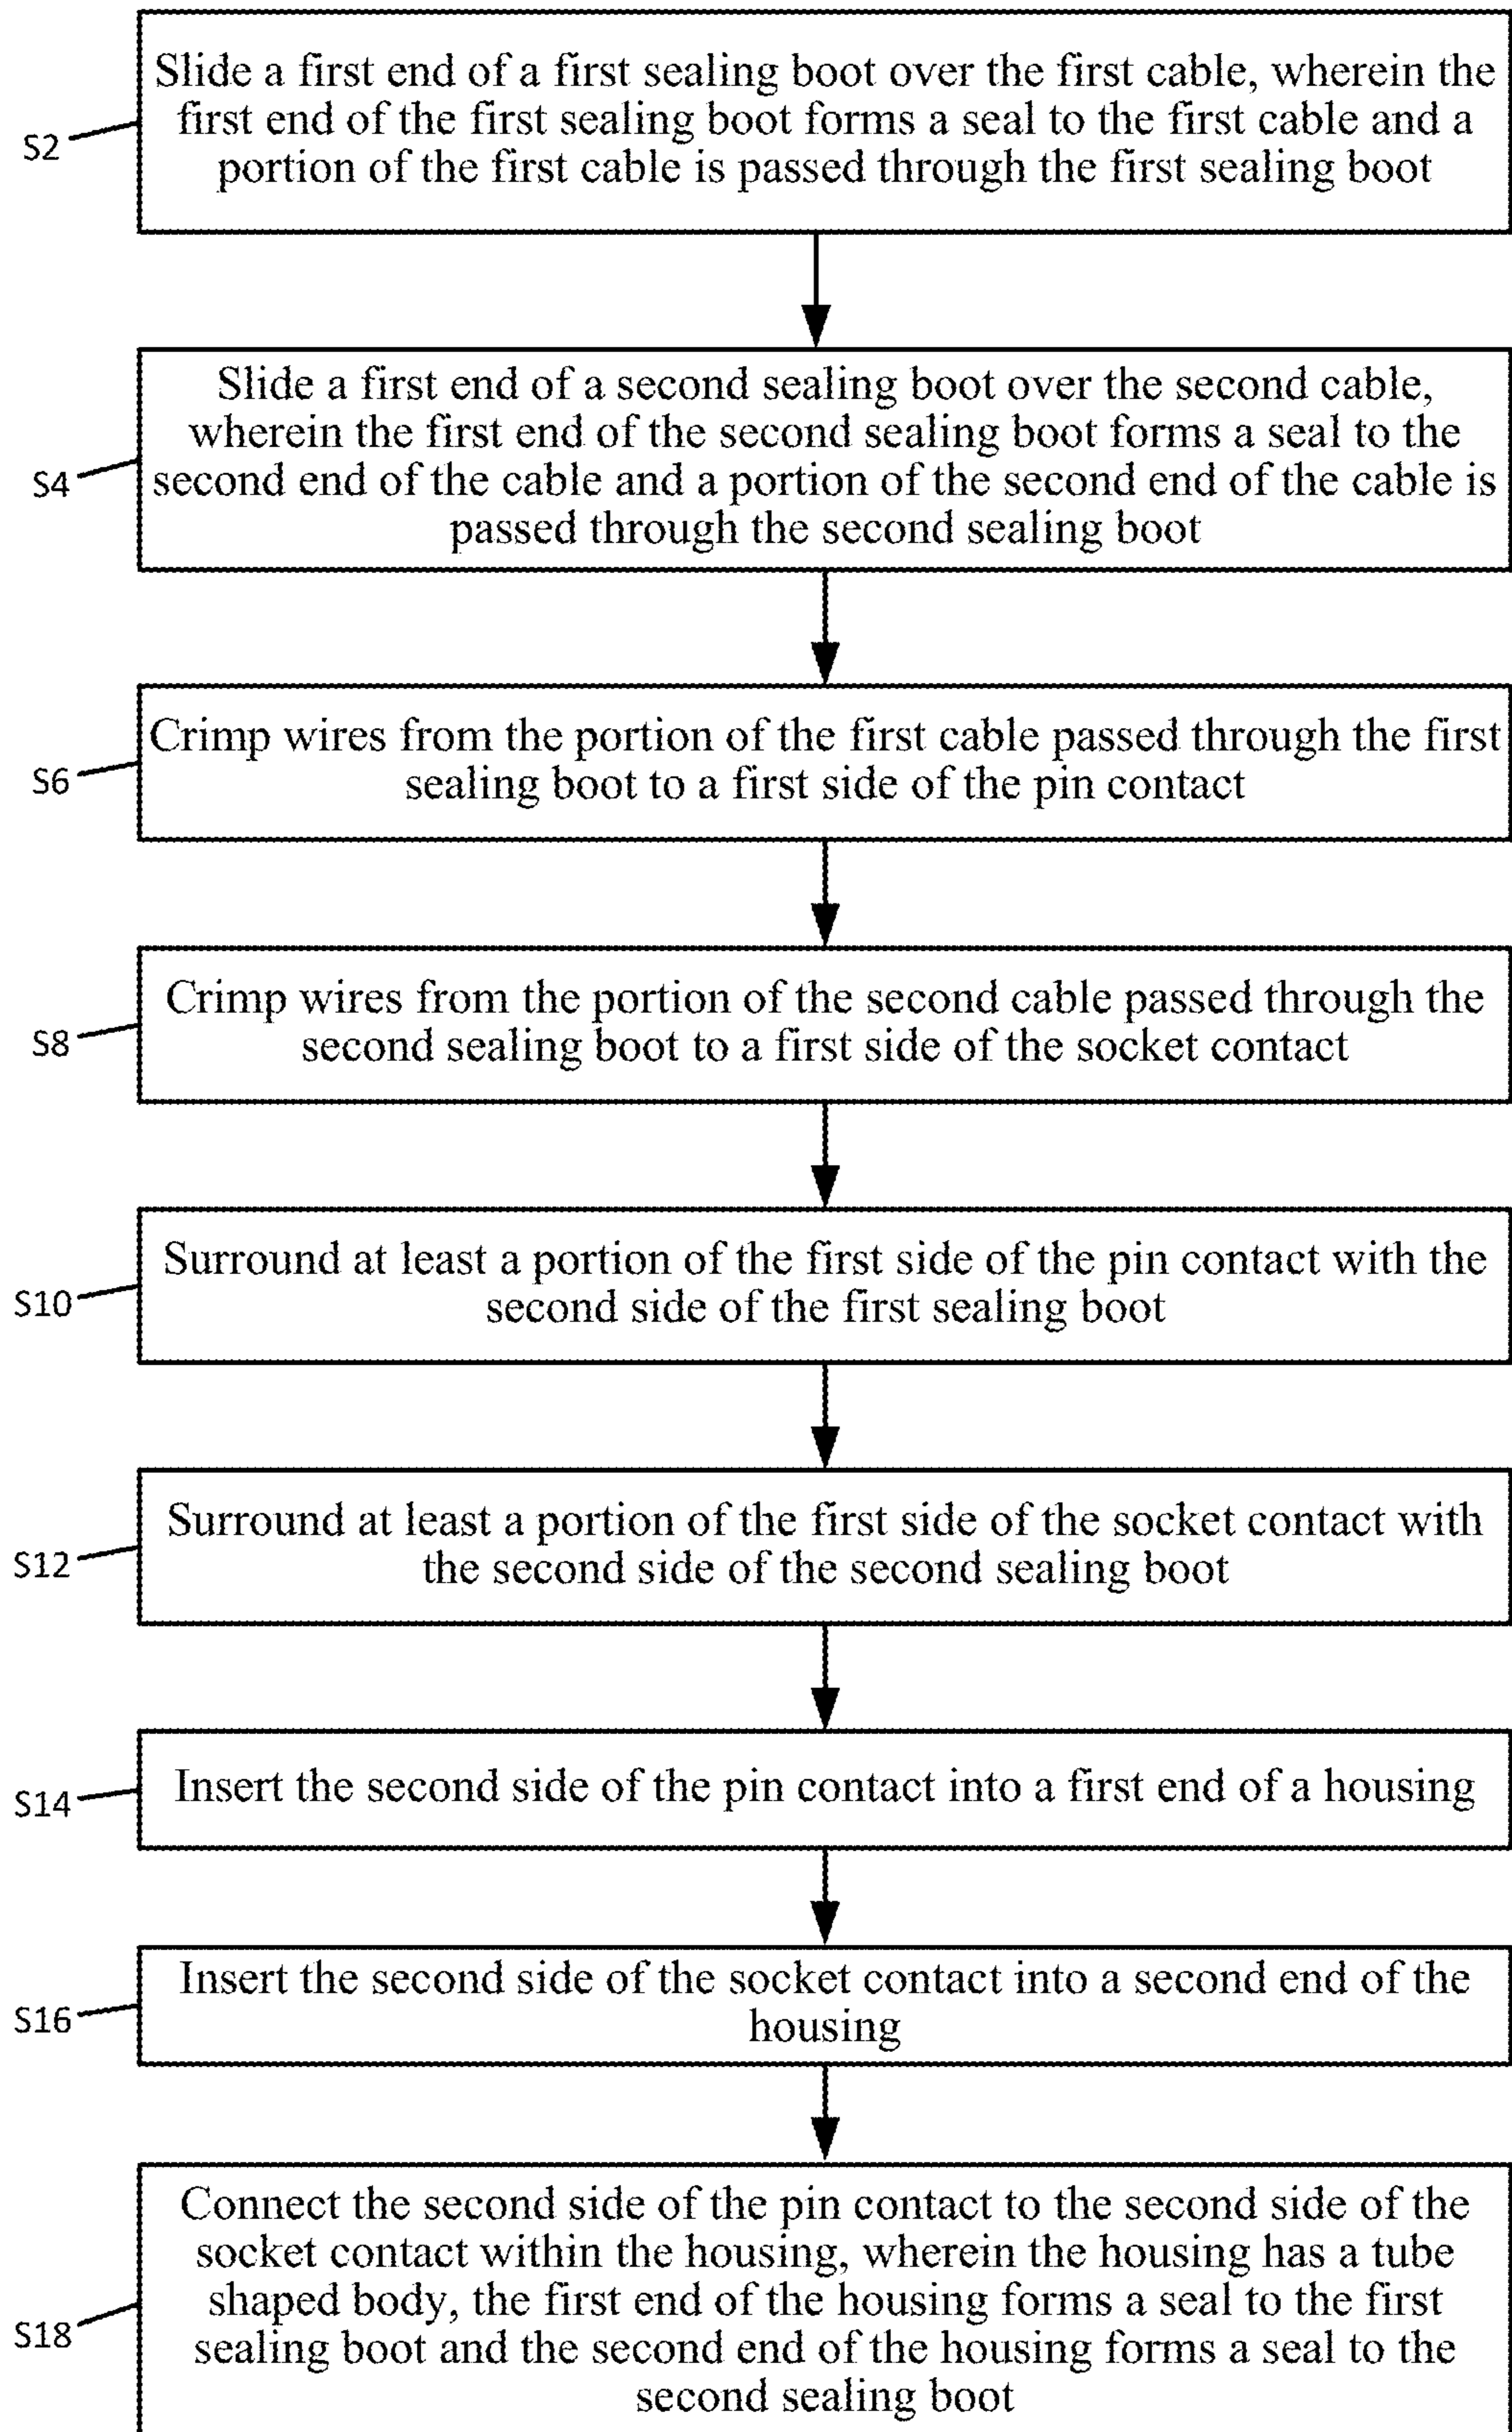 Slide a first end of a first sealing boot over the first cable, wherein the
first end of the first sealing boot forms a seal to the first cable and a
portion of the first cable is passed through the first sealing boot
S2
Slide a first end of a second sealing boot over the second cable,
wherein the first end of the second sealing boot forms a seal to the
second end of the cable and a portion of the second end of the cable is
passed through the second sealing boot
S4
Crimp wires from the portion of the first cable passed through the first
sealing boot to a first side of the pin contact
S6
Crimp wires from the portion of the second cable passed through the
second sealing boot to a first side of the socket contact
S8
Surround at least a portion of the first side of the pin contact with the
second side of the first sealing boot
S10
Surround at least a portion of the first side of the socket contact with
the second side of the second sealing boot
S12
Insert the second side of the pin contact into a first end of a housing
S14
Insert the second side of the socket contact into a second end of the
housing
S16
Connect the second side of the pin contact to the second side of the
socket contact within the housing, wherein the housing has a tube
shaped body, the first end of the housing forms a seal to the first
sealing boot and the second end of the housing forms a seal to the
second sealing boot
S18